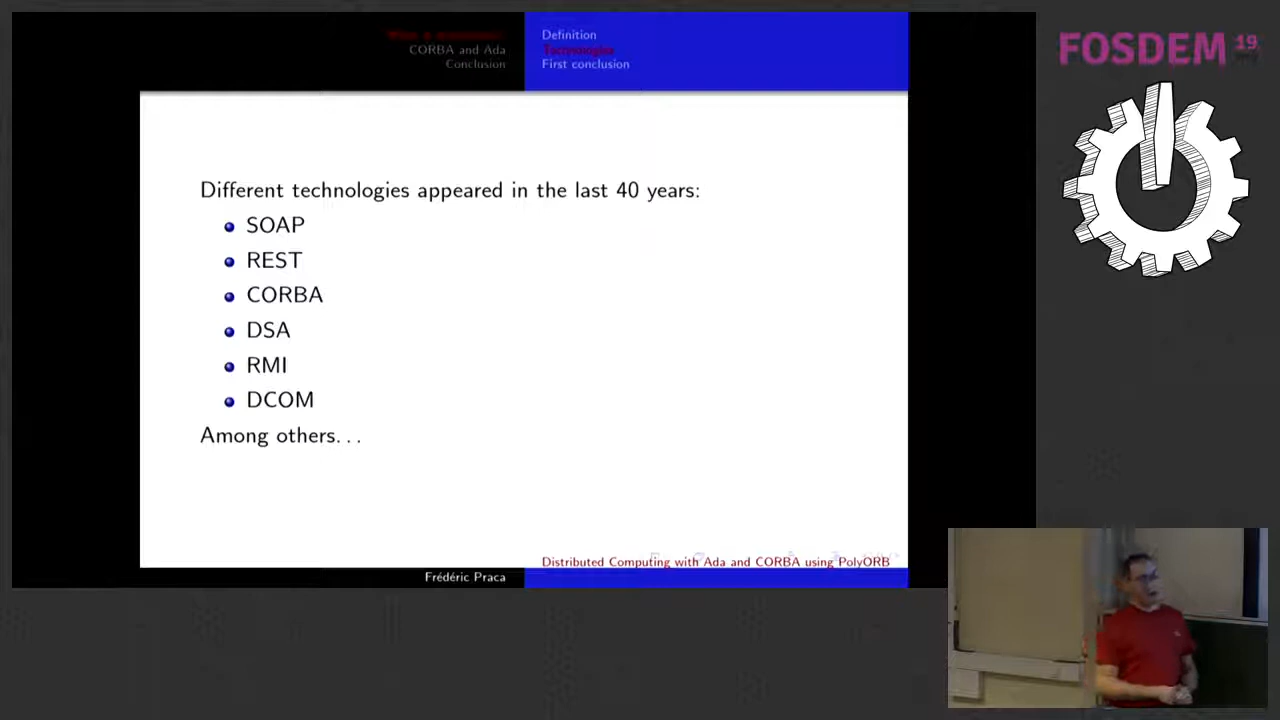 CORBA and Ada
Conclusion
Definition
Technologies
First conclusion
FOSDEM 19
Different technologies appeared in the last 40 years:
SOAP
REST
CORBA
DSA
RMI
DCOM
Among others...
Distributed Computing with Ada and CORBA using PolyORB
Frédéric Praca